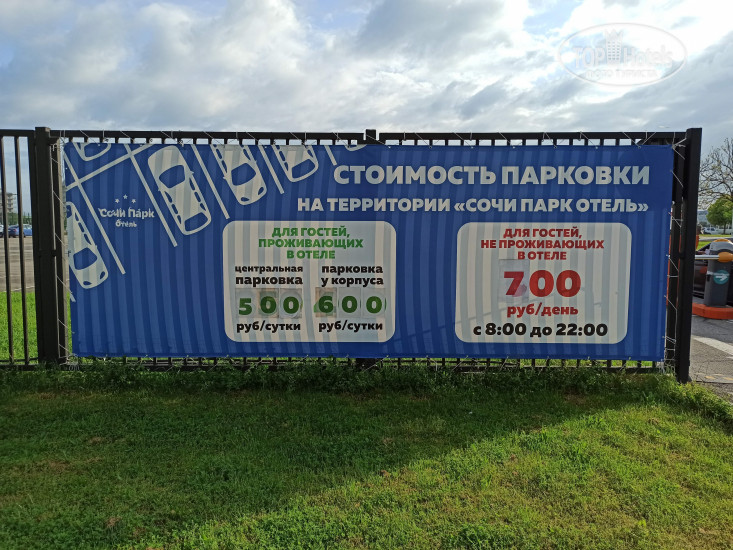 СТОИМОСТЬ ПАРКОВКИ
НА ТЕРРИТОРИИ «СОЧИ ПАРК ОТЕЛЬ»
Сочи Парк
Отель
ДЛЯ ГОСТЕЙ,
ПРОЖИВАЮЩИХ
В ОТЕЛЕ
центральная
парковка
500
руб/сутки
парковка
у корпуса
600
руб/сутки
ДЛЯ ГОСТЕЙ,
НЕ ПРОЖИВАЮЩИХ
В ОТЕЛЕ
700
руб/день
с 8:00 до 22:00
TOPHotels